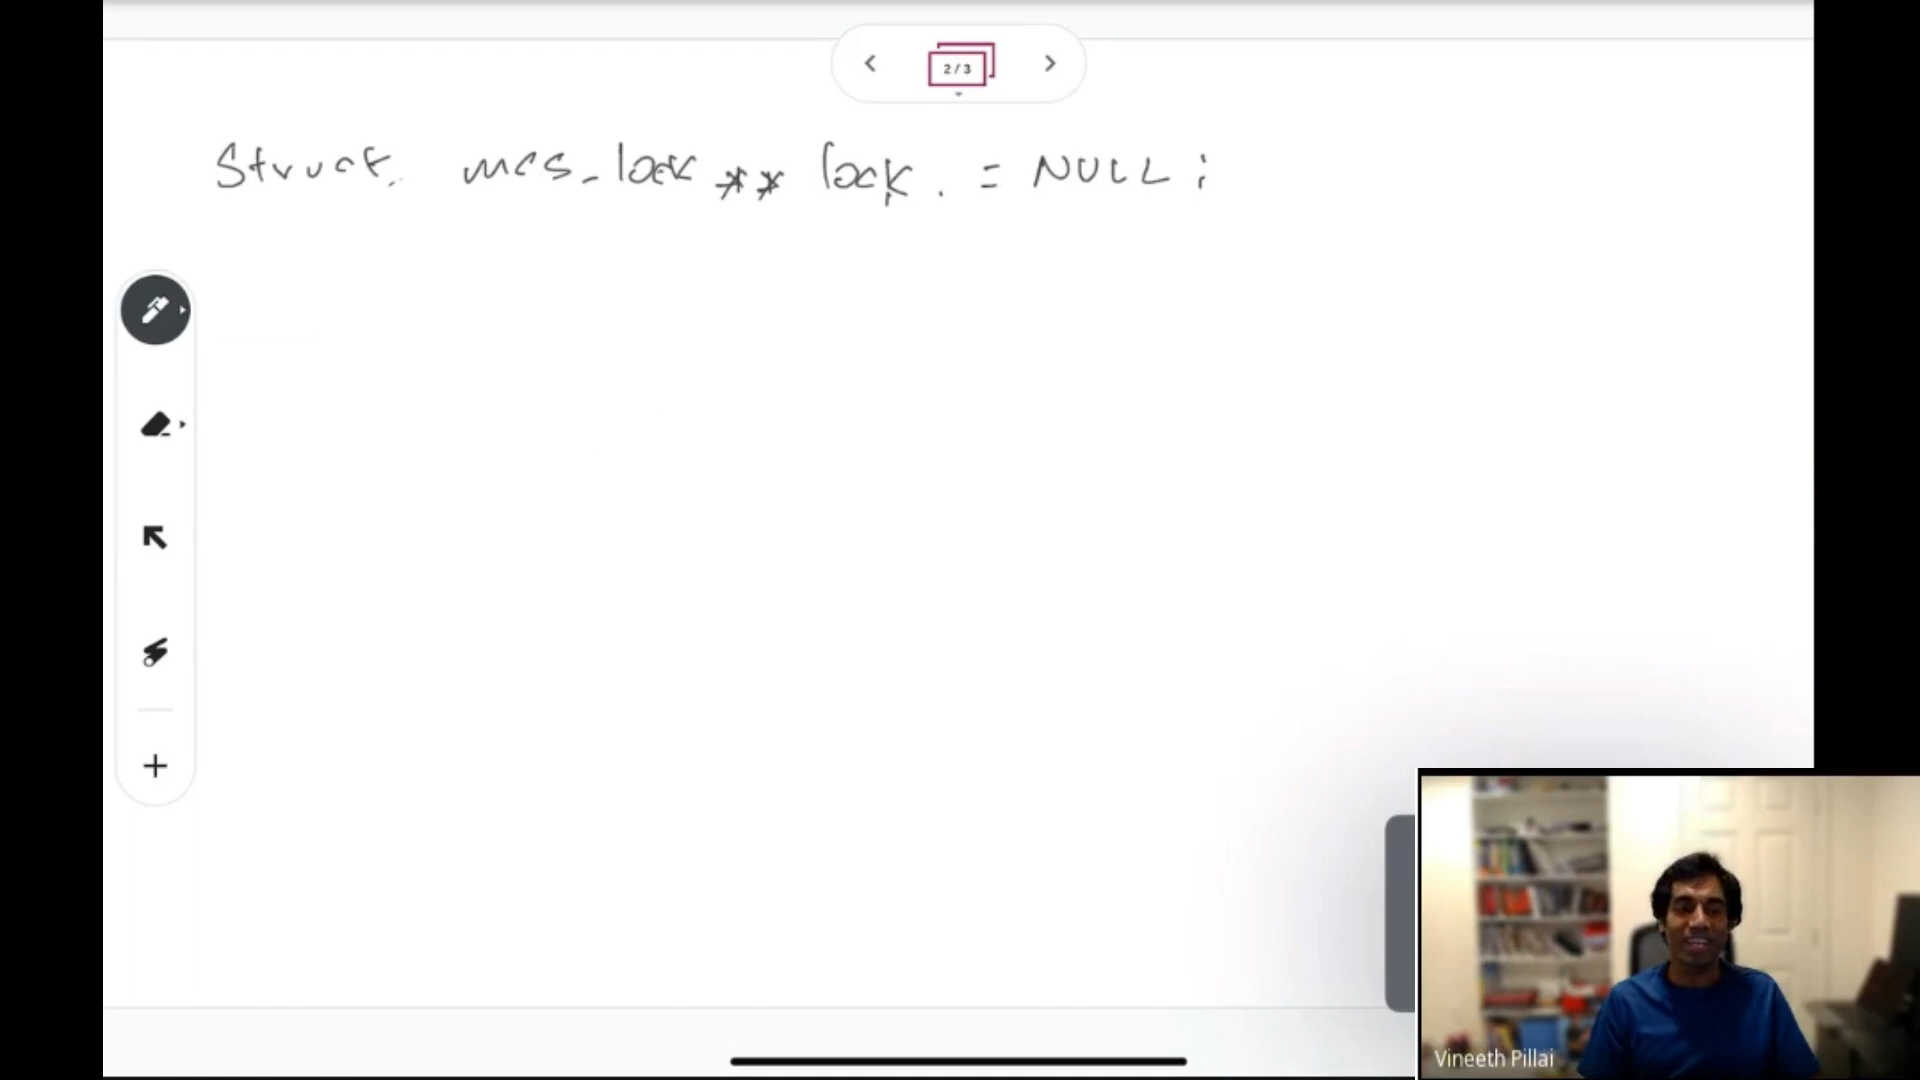 2/3
Struct. mcs_lock ** lock. = NULL;
Vineeth Pillai